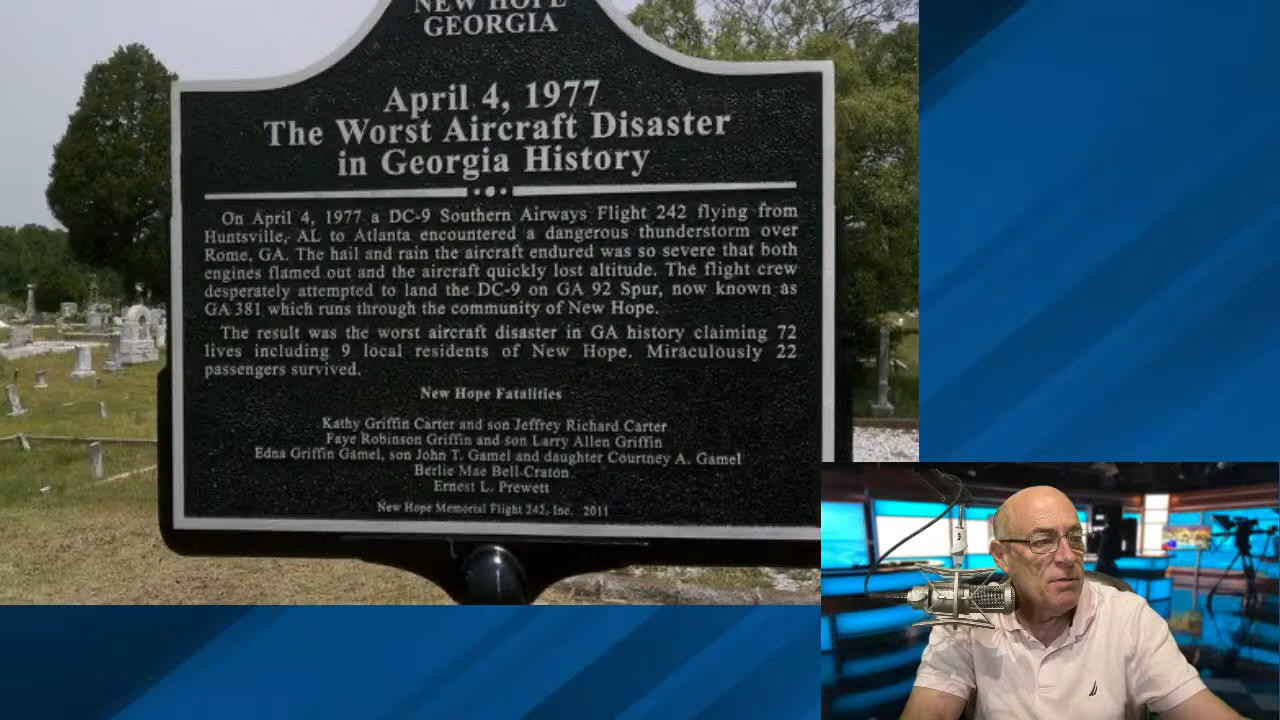 NEW HOPE
GEORGIA
April 4, 1977
The Worst Aircraft Disaster
in Georgia History
On April 4, 1977 a DC-9 Southern Airways Flight 242 flying from
Huntsville, AL to Atlanta encountered a dangerous thunderstorm over
Rome, GA. The hail and rain the aircraft endured was so severe that both
engines flamed out and the aircraft quickly lost altitude. The flight crew
desperately attempted to land the DC-9 on GA 92 Spur, now known as
GA 381 which runs through the community of New Hope.
The result was the worst aircraft disaster in GA history claiming 72
lives including 9 local residents of New Hope. Miraculously 22
passengers survived.
New Hope Fatalities
Kathy Griffin Carter and son Jeffrey Richard Carter
Faye Robinson Griffin and son Larry Allen Griffin
Edna Griffin Gamel, son John T. Gamel and daughter Courtney A. Gamel
Berlie Mae Bell Craton
Ernest L. Prewett
New Hope Memorial Flight 242, Inc. 2011